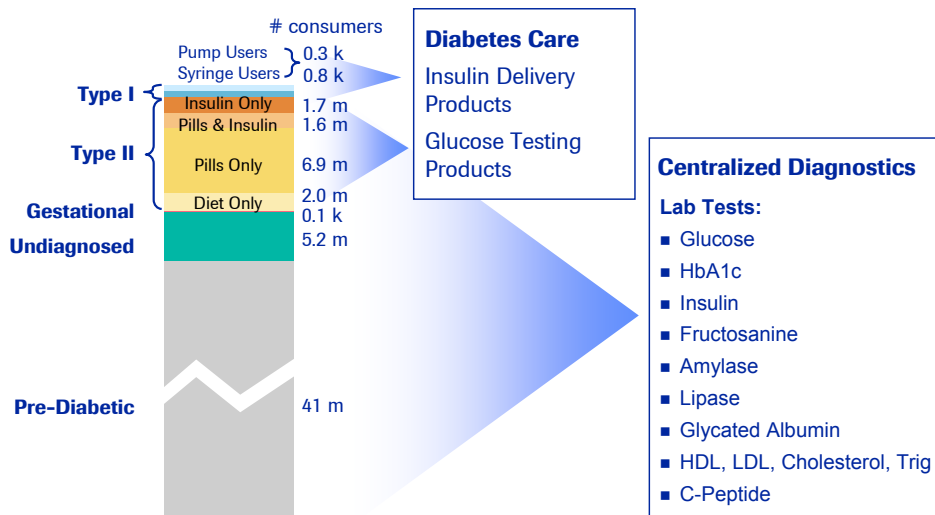 # consumers
Pump Users 0.3 k
Syringe Users 0.8 k
Type I
Insulin Only 1.7 m
Pills & Insulin 1.6 m
Type II
Pills Only 6.9 m
Diet Only 2.0 m
Gestational 0.1 k
Undiagnosed 5.2 m
Pre-Diabetic 41 m
Diabetes Care
Insulin Delivery
Products
Glucose Testing
Products
Centralized Diagnostics
Lab Tests:
■ Glucose
■ HbA1c
■ Insulin
■ Fructosanine
■ Amylase
■ Lipase
■ Glycated Albumin
■ HDL, LDL, Cholesterol, Trig
■ C-Peptide